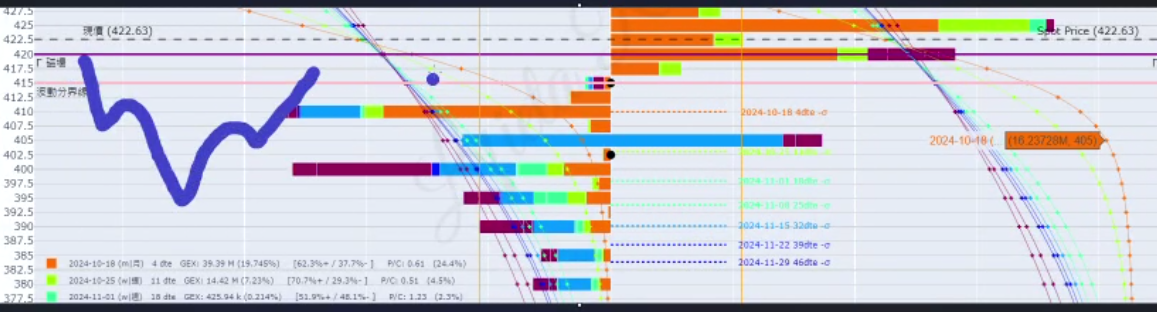 427.5
425
現價 (422.63)
Spot Price (422.63)
422.5
420
Γ 磁場
417.5
415
波動分界線
412.5
410
2024-10-18 4dte -σ
407.5
405
2024-10-18 (...
(16.23728M, 405)
402.5
400
397.5
2024-11-01 18dte -σ
395
2024-11-08 25dte -σ
392.5
390
2024-11-15 32dte -σ
2024-11-22 39dte -σ
385
2024-11-29 46dte -σ
382.5
2024-10-18 (m|月) 4 dte GEX: 39.39 M (19.745%) [62.3%+ / 37.7%- ] P/C: 0.61 (24.4%)
380
2024-10-25 (w|週) 11 dte GEX: 14.42 M (7.23%) [70.7%+ / 29.3%- ] P/C: 0.51 (4.5%)
377.5
2024-11-01 (w|週) 18 dte GEX: 425.94 k (0.214%) [51.9%+ / 48.1%- ] P/C: 1.23 (2.3%)